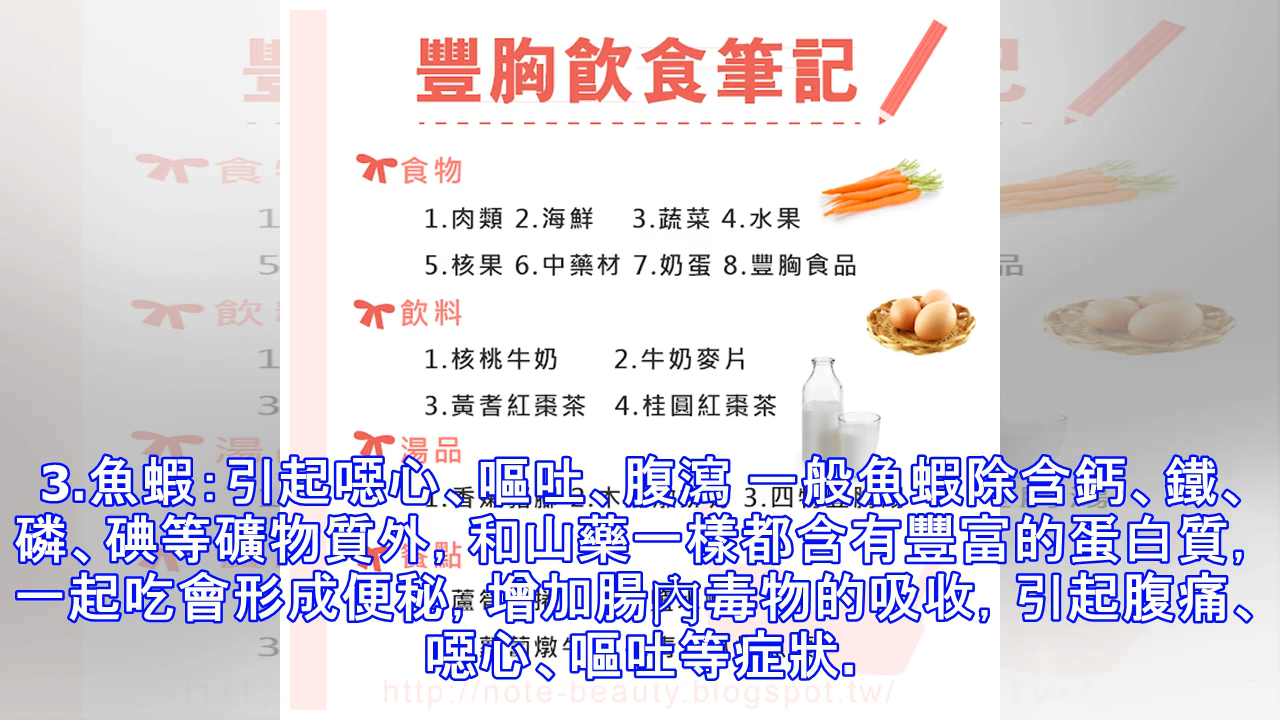 豐胸飲食筆記
食物
1.肉類 2.海鮮 3.蔬菜 4.水果
5.核果 6.中藥材 7.奶蛋 8.豐胸食品
飲料
1.核桃牛奶 2.牛奶麥片
3.黃耆紅棗茶 4.桂圓紅棗茶
湯品
3.魚蝦:引起噁心、嘔吐、腹瀉 一般魚蝦除含鈣、鐵、
磷、碘等礦物質外, 和山藥一樣都含有豐富的蛋白質,
一起吃會形成便秘, 增加腸內毒物的吸收, 引起腹痛、
噁心、嘔吐等症狀.
http://note-beauty.blogspot.tw/